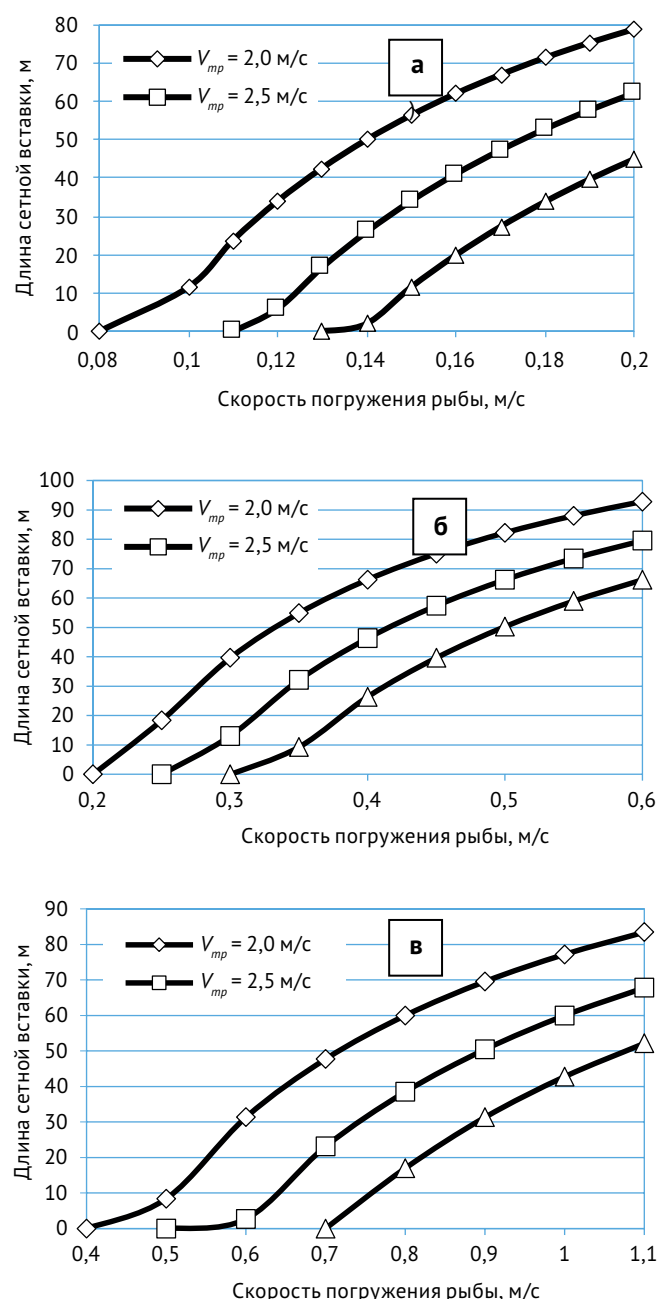 80
70
60
50
40
30
20
10
0
Длина сетной вставки, м
V_тр = 2,0 м/с
V_тр = 2,5 м/с
а
0,08 0,1 0,12 0,14 0,16 0,18 0,2
Скорость погружения рыбы, м/с
100
90
80
70
60
50
40
30
20
10
0
Длина сетной вставки, м
V_тр = 2,0 м/с
V_тр = 2,5 м/с
б
0,2 0,3 0,4 0,5 0,6
Скорость погружения рыбы, м/с
90
80
70
60
50
40
30
20
10
0
Длина сетной вставки, м
V_тр = 2,0 м/с
V_тр = 2,5 м/с
в
0,4 0,5 0,6 0,7 0,8 0,9 1 1,1
Скорость погружения рыбы, м/с